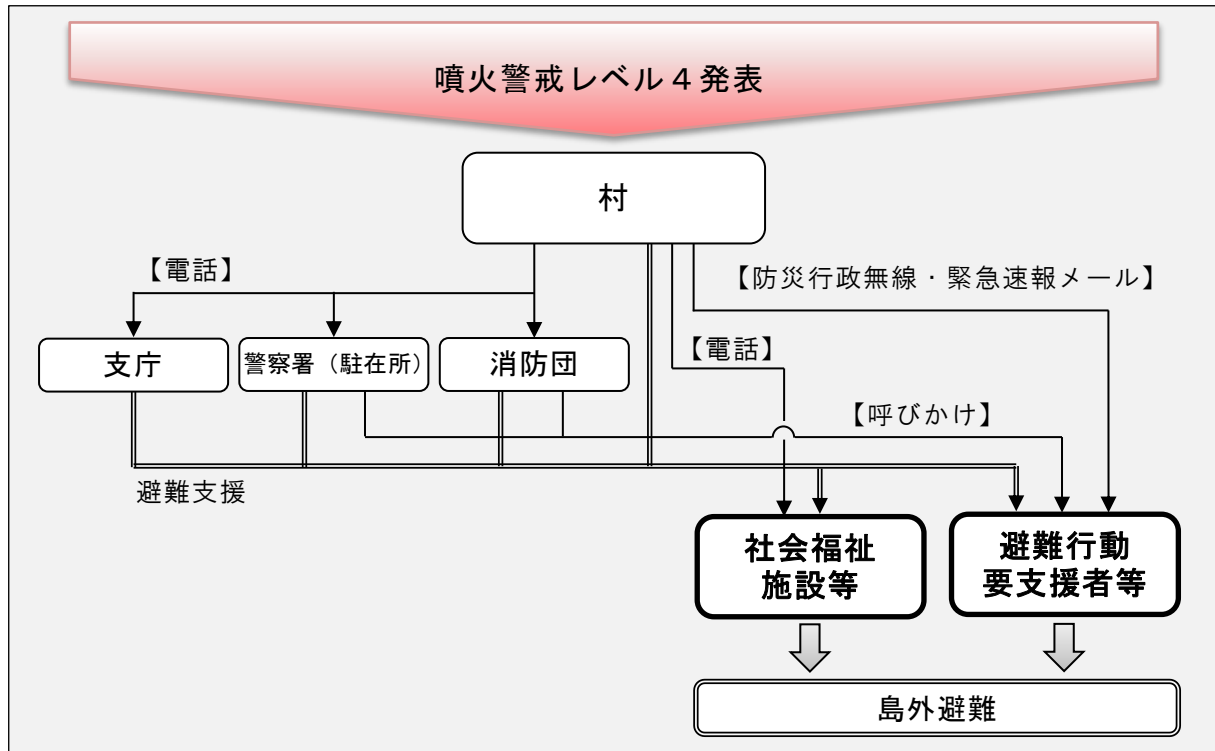 噴火警戒レベル４発表
村
【電話】
【防災行政無線・緊急速報メール】
支庁
警察署（駐在所）
消防団
【電話】
【呼びかけ】
避難支援
社会福祉
施設等
避難行動
要支援者等
島外避難